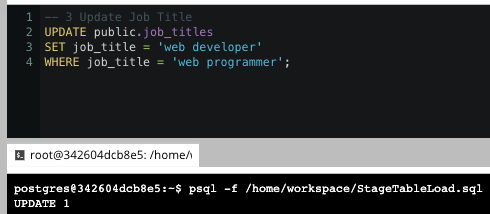 1 -- 3 Update Job Title
2 UPDATE public.job_titles
3 SET job_title = 'web developer'
4 WHERE job_title = 'web programmer';
root@342604dcb8e5: /home/
postgres@342604dcb8e5:~$ psql -f /home/workspace/StageTableLoad.sql
UPDATE 1